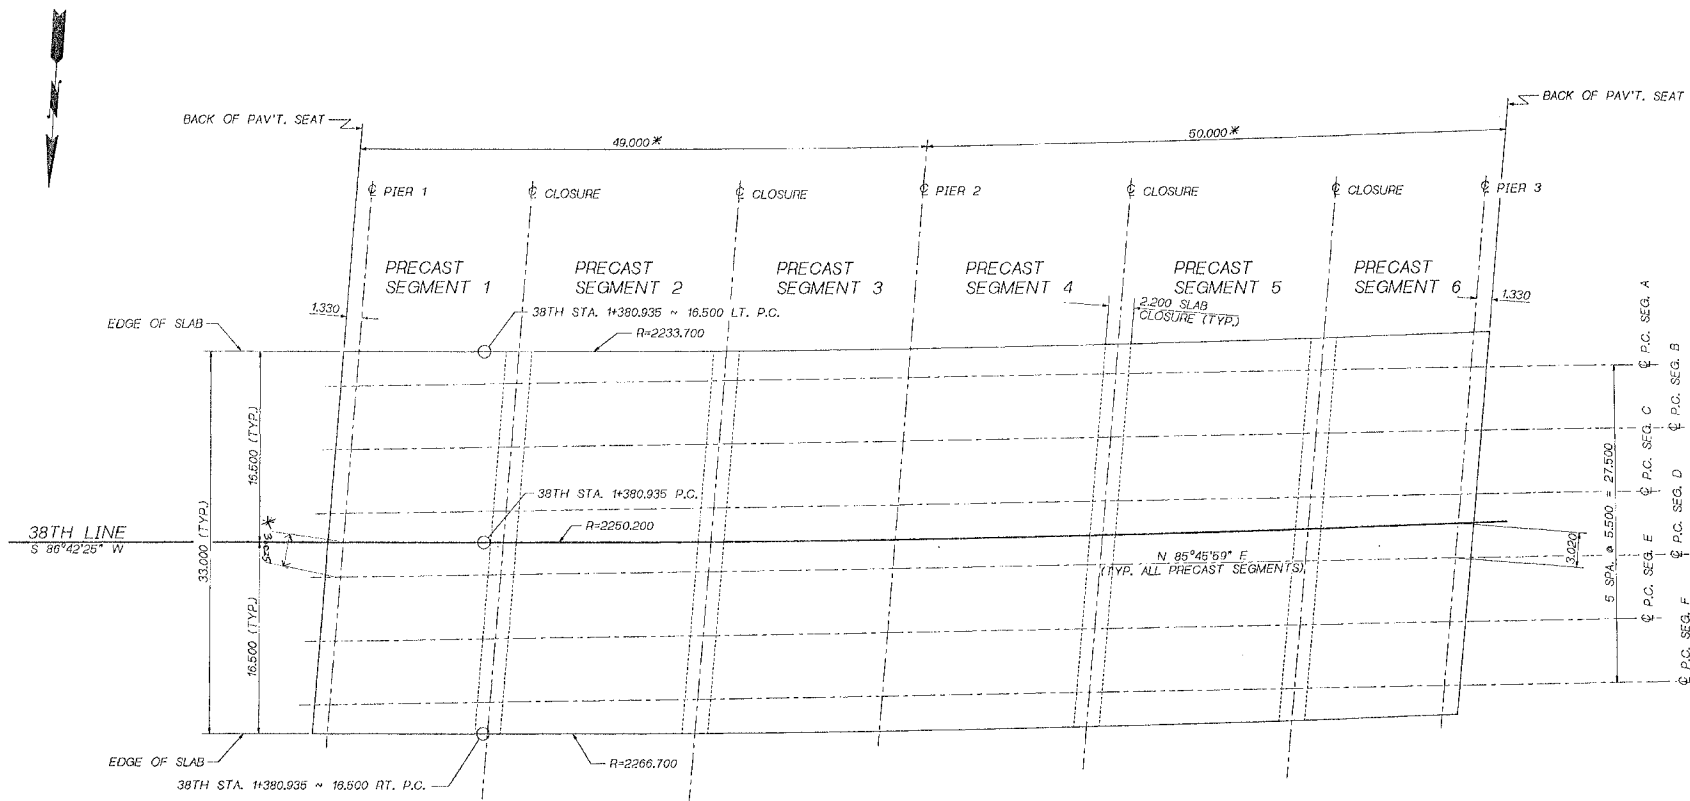 N
BACK OF PAV'T. SEAT
BACK OF PAV'T. SEAT
49.000*
50.000*
℄ PIER 1
℄ CLOSURE
℄ CLOSURE
℄ PIER 2
℄ CLOSURE
℄ CLOSURE
℄ PIER 3
PRECAST
SEGMENT 1
PRECAST
SEGMENT 2
PRECAST
SEGMENT 3
PRECAST
SEGMENT 4
PRECAST
SEGMENT 5
PRECAST
SEGMENT 6
1.330
2.200 SLAB
CLOSURE (TYP.)
1.330
38TH STA. 1+380.935 ~ 16.500 LT. P.C.
EDGE OF SLAB
R=2233.700
℄ P.C. SEG. A
℄ P.C. SEG. B
℄ P.C. SEG. C
℄ P.C. SEG. D
℄ P.C. SEG. E
℄ P.C. SEG. F
16.500 (TYP.)
33.000 (TYP.)
16.500 (TYP.)
5 SPA. @ 5.500 = 27.500
38TH STA. 1+380.935 P.C.
R=2250.200
38TH LINE
S 86°42'25" W
*
3.020
N 85°45'59" E
(TYP. ALL PRECAST SEGMENTS)
EDGE OF SLAB
R=2266.700
38TH STA. 1+380.935 ~ 16.500 RT. P.C.